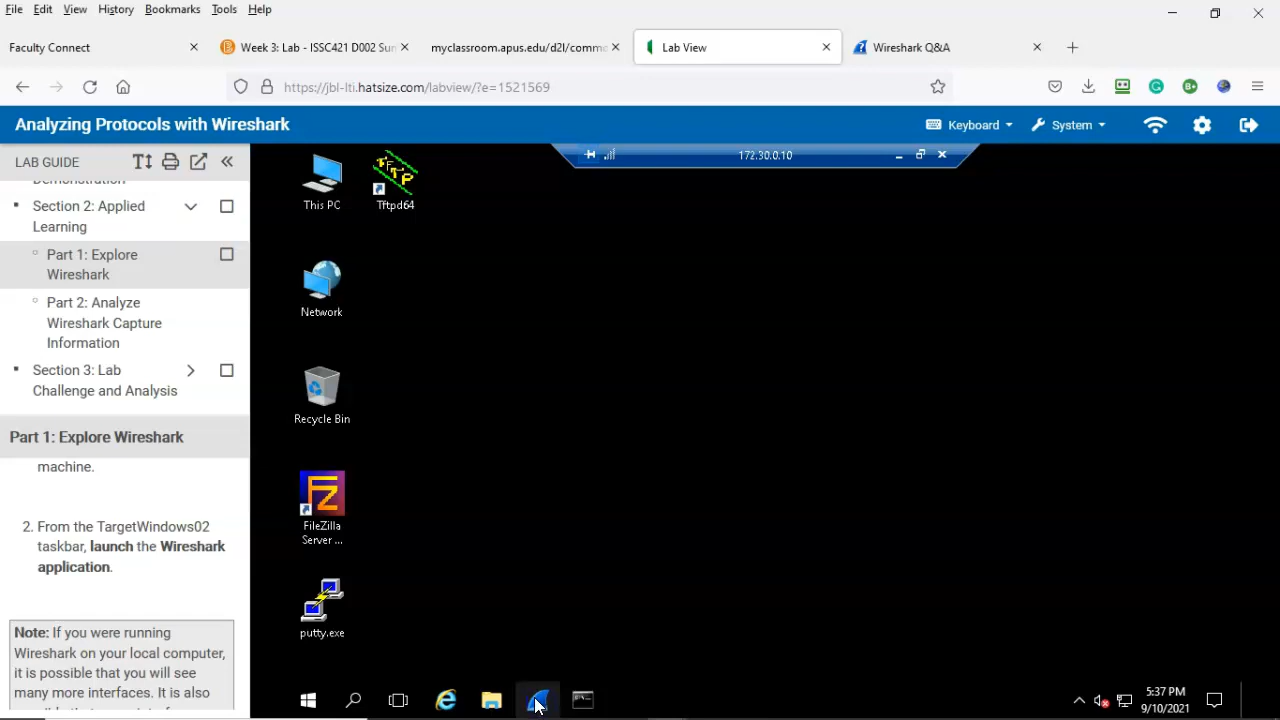 File Edit View History Bookmarks Tools Help
Faculty Connect
Week 3: Lab - ISSC421 D002 Sum
myclassroom.apus.edu/d2l/commo
Lab View
Wireshark Q&A
https://jbl-lti.hatsize.com/labview/?e=1521569
Analyzing Protocols with Wireshark
Keyboard
System
LAB GUIDE
Demonstration
Section 2: Applied
Learning
Part 1: Explore
Wireshark
Part 2: Analyze
Wireshark Capture
Information
Section 3: Lab
Challenge and Analysis
Part 1: Explore Wireshark
machine.
2. From the TargetWindows02
taskbar, launch the Wireshark
application.
Note: If you were running
Wireshark on your local computer,
it is possible that you will see
many more interfaces. It is also
172.30.0.10
This PC
TFTP
Tftpd64
Network
Recycle Bin
FZ
FileZilla
Server ...
putty.exe
5:37 PM
9/10/2021